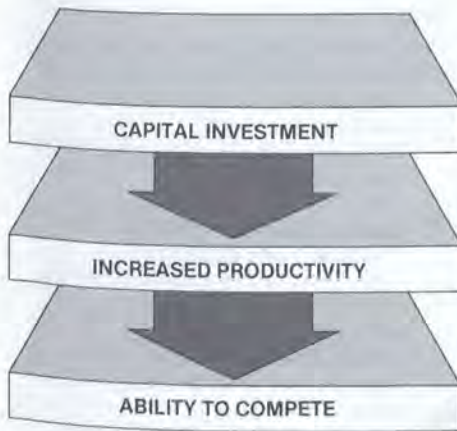 CAPITAL INVESTMENT
INCREASED PRODUCTIVITY
ABILITY TO COMPETE